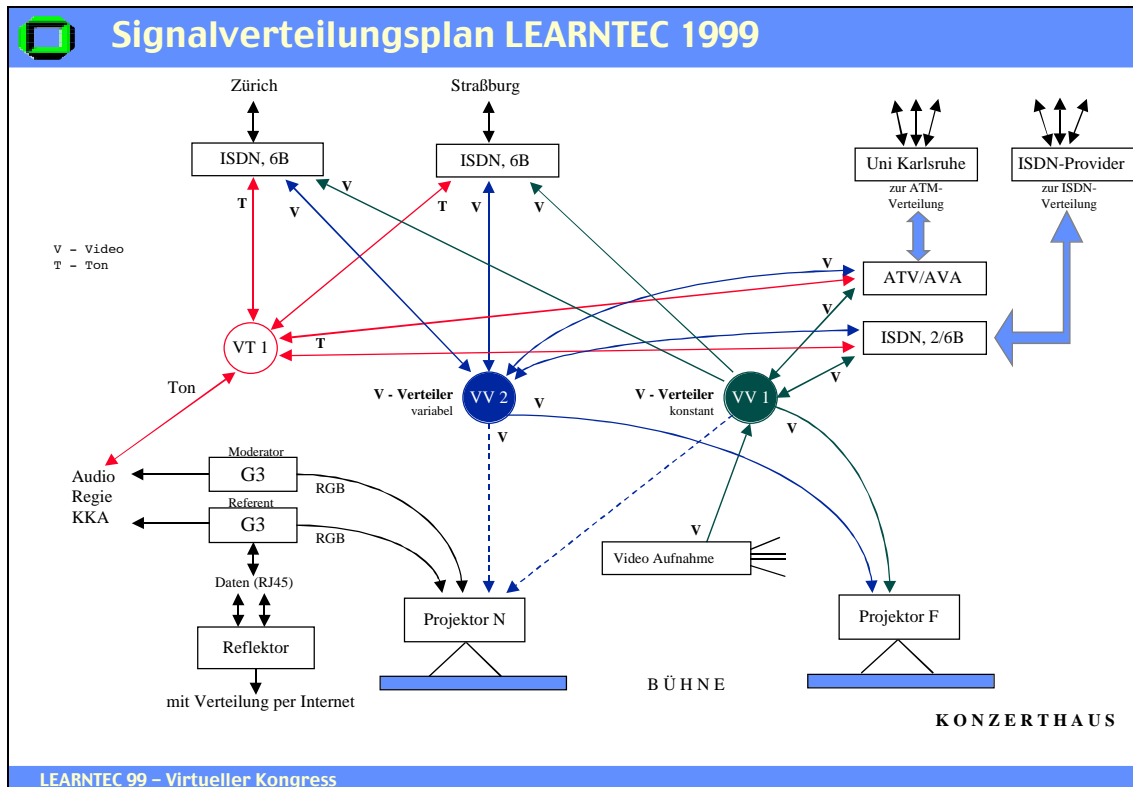 Signalverteilungsplan LEARNTEC 1999
Zürich
Straßburg
ISDN, 6B
ISDN, 6B
Uni Karlsruhe
ISDN-Provider
zur ATM-
Verteilung
zur ISDN-
Verteilung
V
T
V
T
V
V
V – Video
T – Ton
V
ATV/AVA
V
VT 1
T
ISDN, 2/6B
V
Ton
V - Verteiler
variabel
VV 2
V
V
V - Verteiler
konstant
VV 1
V
Moderator
G3
RGB
Audio
Regie
KKA
Referent
G3
RGB
V
Video Aufnahme
Daten (RJ45)
Projektor N
Projektor F
Reflektor
BÜHNE
mit Verteilung per Internet
KONZERTHAUS
LEARNTEC 99 – Virtueller Kongress